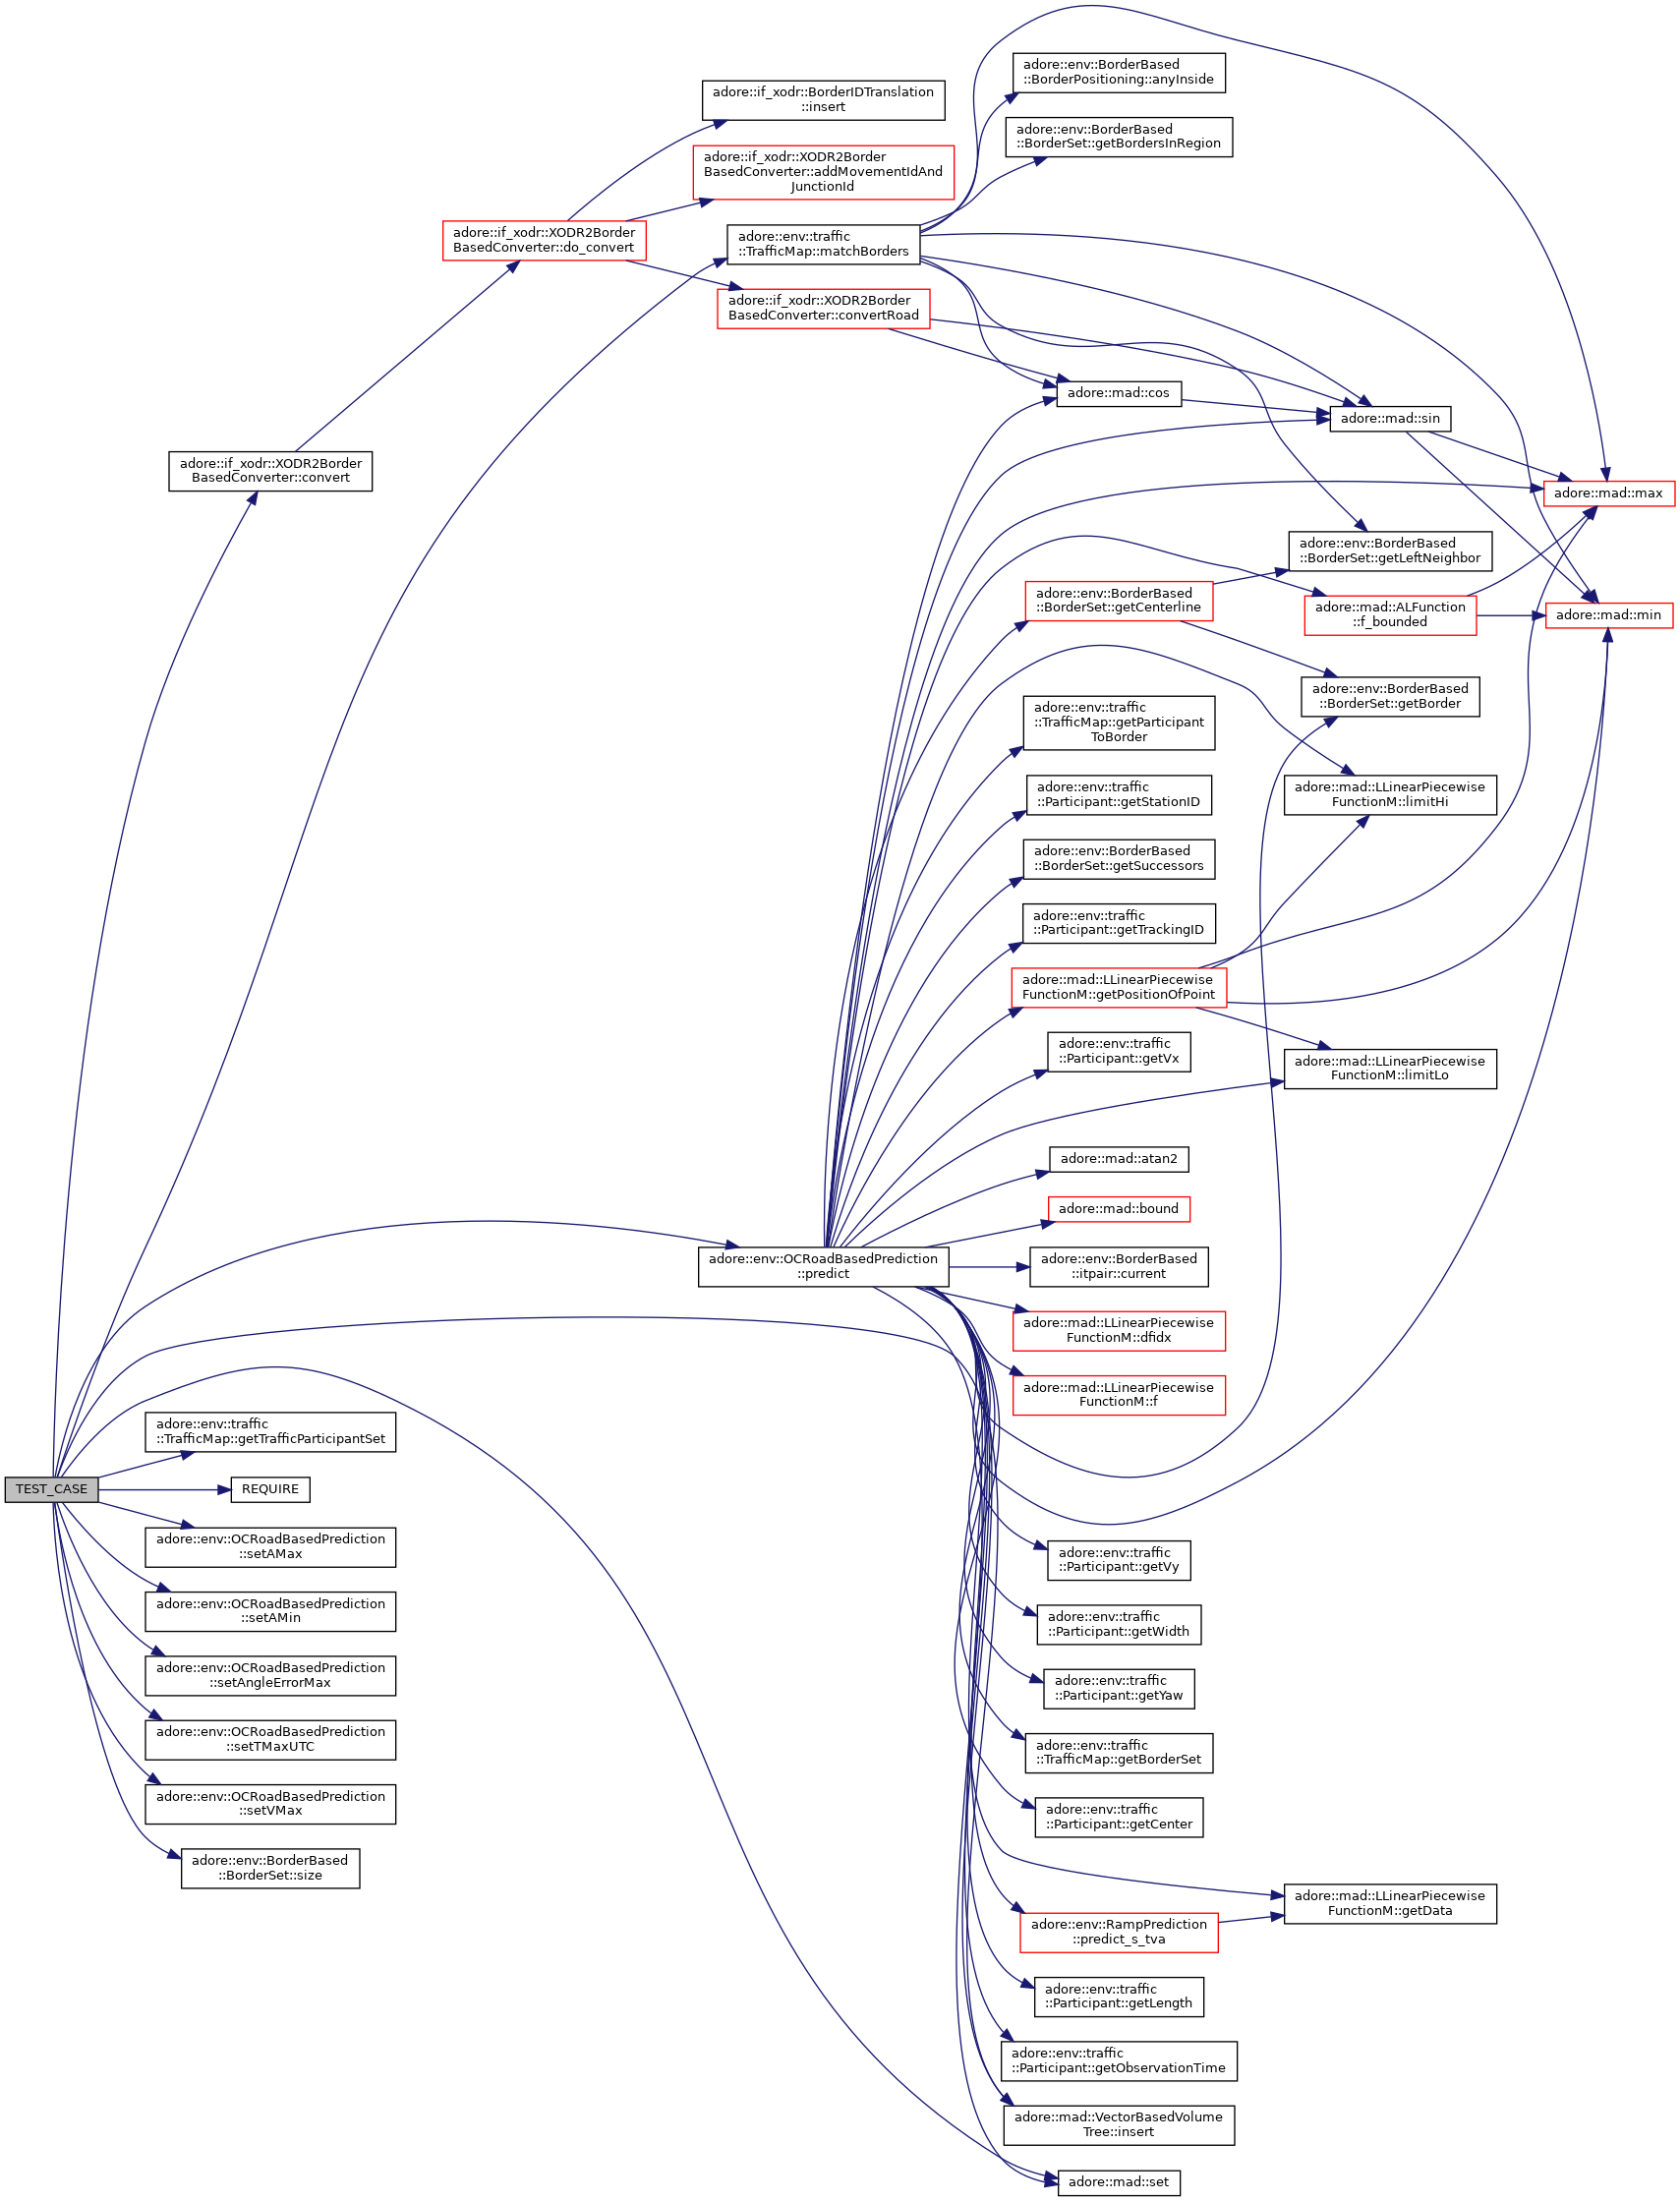 adore::env::BorderBased
::BorderPositioning::anyInside
adore::if_xodr::BorderIDTranslation
::insert
adore::env::BorderBased
::BorderSet::getBordersInRegion
adore::if_xodr::XODR2Border
BasedConverter::addMovementIdAnd
JunctionId
adore::if_xodr::XODR2Border
BasedConverter::do_convert
adore::env::traffic
::TrafficMap::matchBorders
adore::if_xodr::XODR2Border
BasedConverter::convertRoad
adore::mad::cos
adore::mad::sin
adore::if_xodr::XODR2Border
BasedConverter::convert
adore::mad::max
adore::env::BorderBased
::BorderSet::getLeftNeighbor
adore::env::BorderBased
::BorderSet::getCenterline
adore::mad::ALFunction
::f_bounded
adore::mad::min
adore::env::BorderBased
::BorderSet::getBorder
adore::env::traffic
::TrafficMap::getParticipant
ToBorder
adore::env::traffic
::Participant::getStationID
adore::mad::LLinearPiecewise
FunctionM::limitHi
adore::env::BorderBased
::BorderSet::getSuccessors
adore::env::traffic
::Participant::getTrackingID
adore::mad::LLinearPiecewise
FunctionM::getPositionOfPoint
adore::env::traffic
::Participant::getVx
adore::mad::LLinearPiecewise
FunctionM::limitLo
adore::mad::atan2
adore::mad::bound
adore::env::OCRoadBasedPrediction
::predict
adore::env::BorderBased
::itpair::current
adore::mad::LLinearPiecewise
FunctionM::dfidx
adore::mad::LLinearPiecewise
FunctionM::f
adore::env::traffic
::TrafficMap::getTrafficParticipantSet
TEST_CASE
REQUIRE
adore::env::OCRoadBasedPrediction
::setAMax
adore::env::traffic
::Participant::getVy
adore::env::OCRoadBasedPrediction
::setAMin
adore::env::traffic
::Participant::getWidth
adore::env::OCRoadBasedPrediction
::setAngleErrorMax
adore::env::traffic
::Participant::getYaw
adore::env::OCRoadBasedPrediction
::setTMaxUTC
adore::env::traffic
::TrafficMap::getBorderSet
adore::env::OCRoadBasedPrediction
::setVMax
adore::env::traffic
::Participant::getCenter
adore::env::BorderBased
::BorderSet::size
adore::mad::LLinearPiecewise
FunctionM::getData
adore::env::RampPrediction
::predict_s_tva
adore::env::traffic
::Participant::getLength
adore::env::traffic
::Participant::getObservationTime
adore::mad::VectorBasedVolume
Tree::insert
adore::mad::set